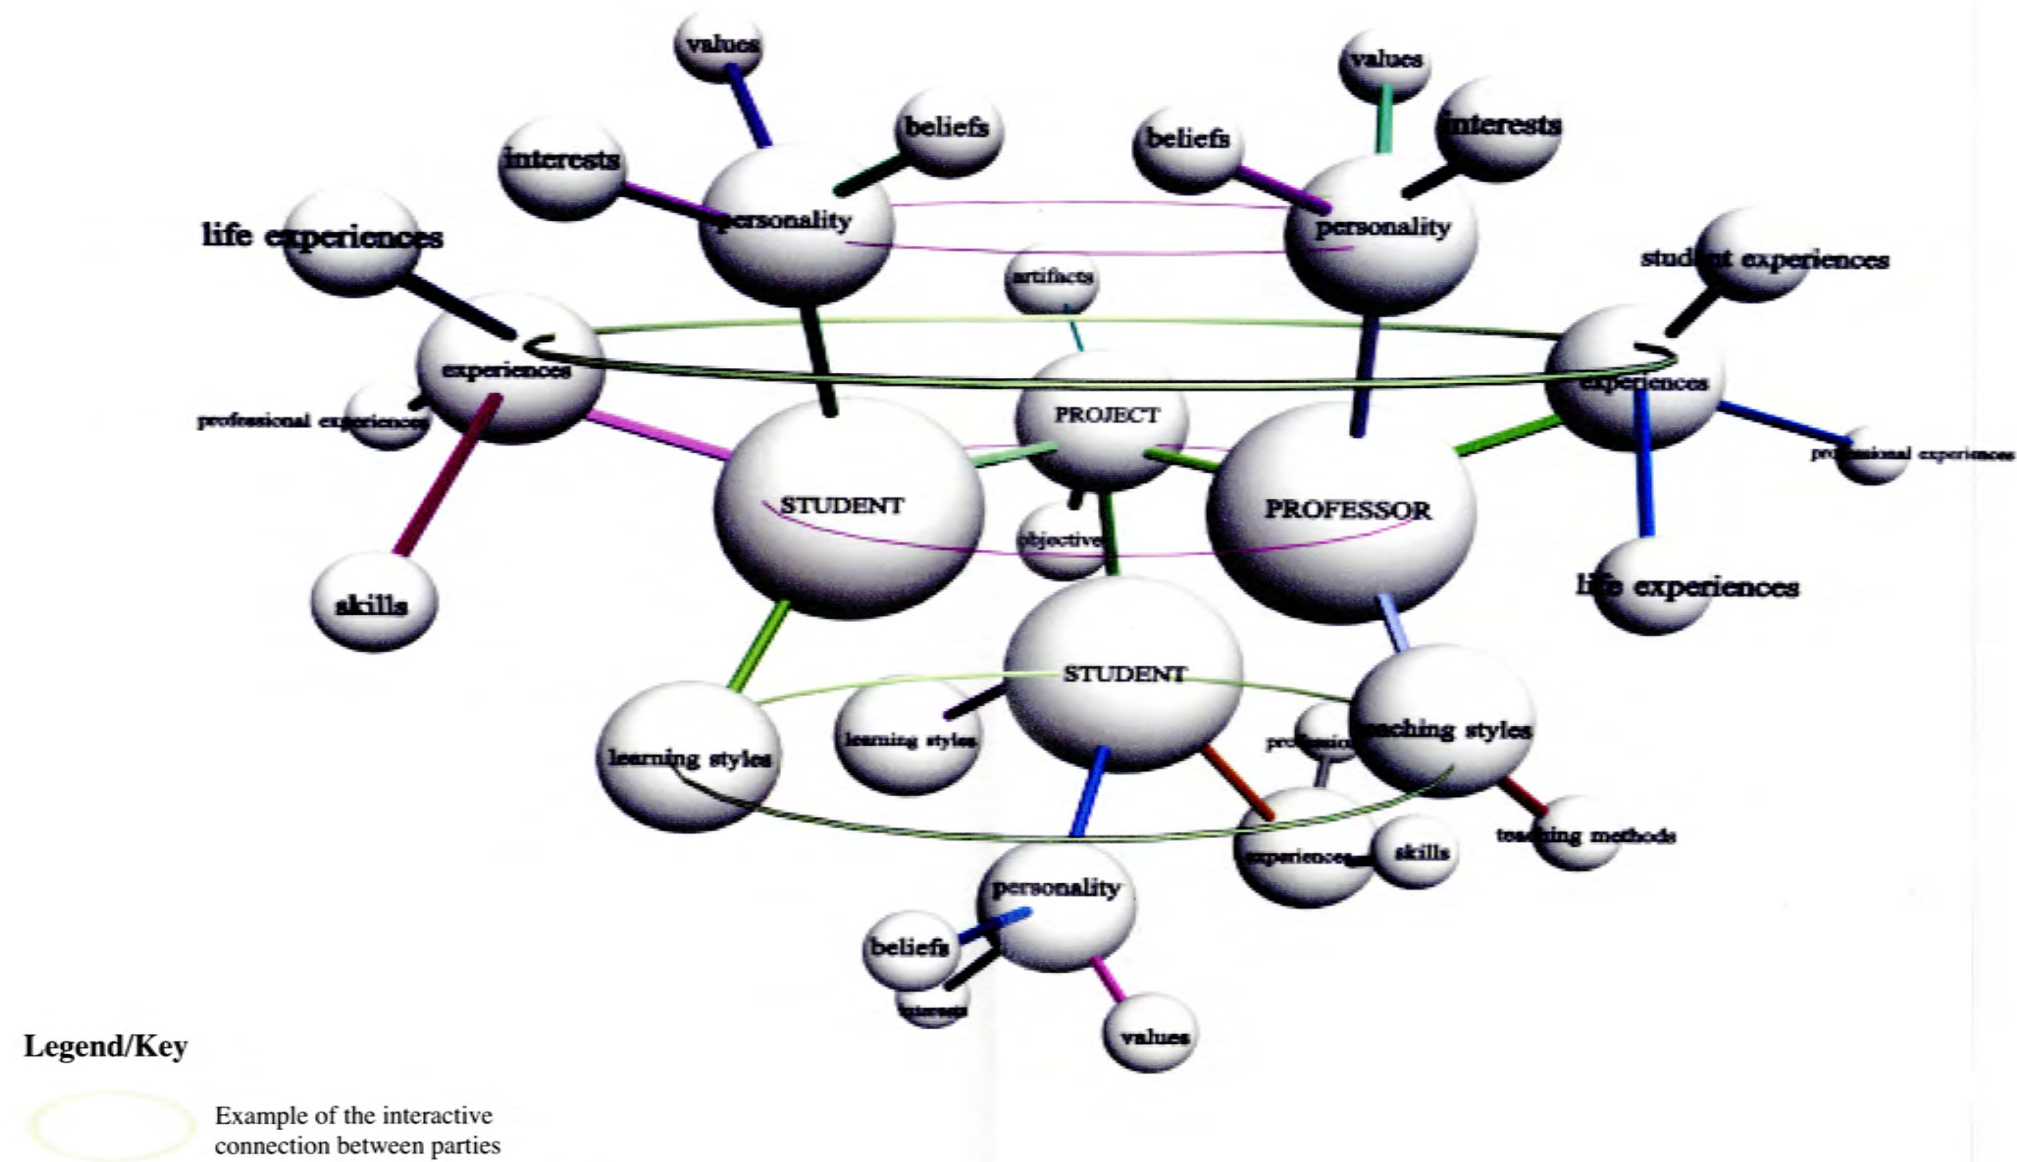 values
values
beliefs
interests
beliefs
interests
personality
personality
life experiences
student experiences
artifacts
experiences
experiences
PROJECT
professional experiences
professional experiences
STUDENT
PROFESSOR
objective
life experiences
skills
STUDENT
learning styles
teaching styles
learning styles
teaching methods
experiences
skills
personality
beliefs
interests
values
Legend/Key
Example of the interactive
connection between parties